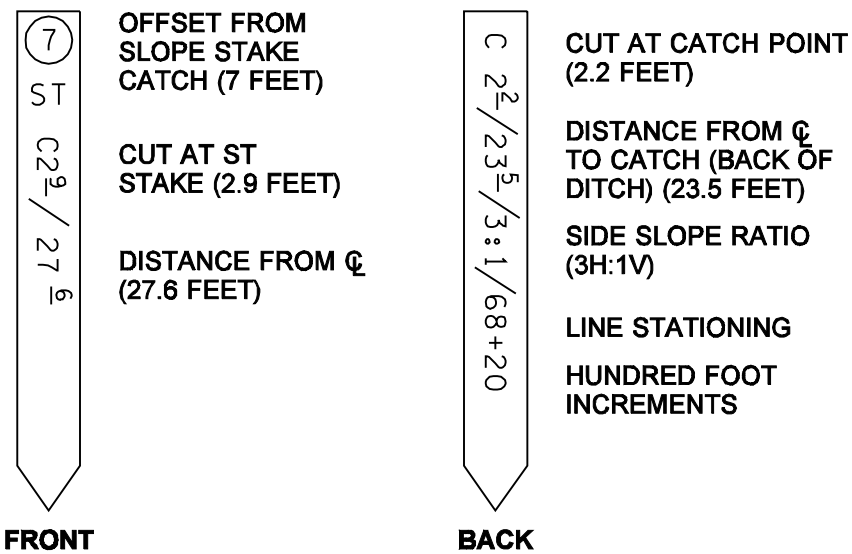 7
ST
C2 9/27 6
OFFSET FROM
SLOPE STAKE
CATCH (7 FEET)
CUT AT ST
STAKE (2.9 FEET)
DISTANCE FROM ℄
(27.6 FEET)
FRONT
C 2 2/23 5/3:1/68+20
CUT AT CATCH POINT
(2.2 FEET)
DISTANCE FROM ℄
TO CATCH (BACK OF
DITCH) (23.5 FEET)
SIDE SLOPE RATIO
(3H:1V)
LINE STATIONING
HUNDRED FOOT
INCREMENTS
BACK